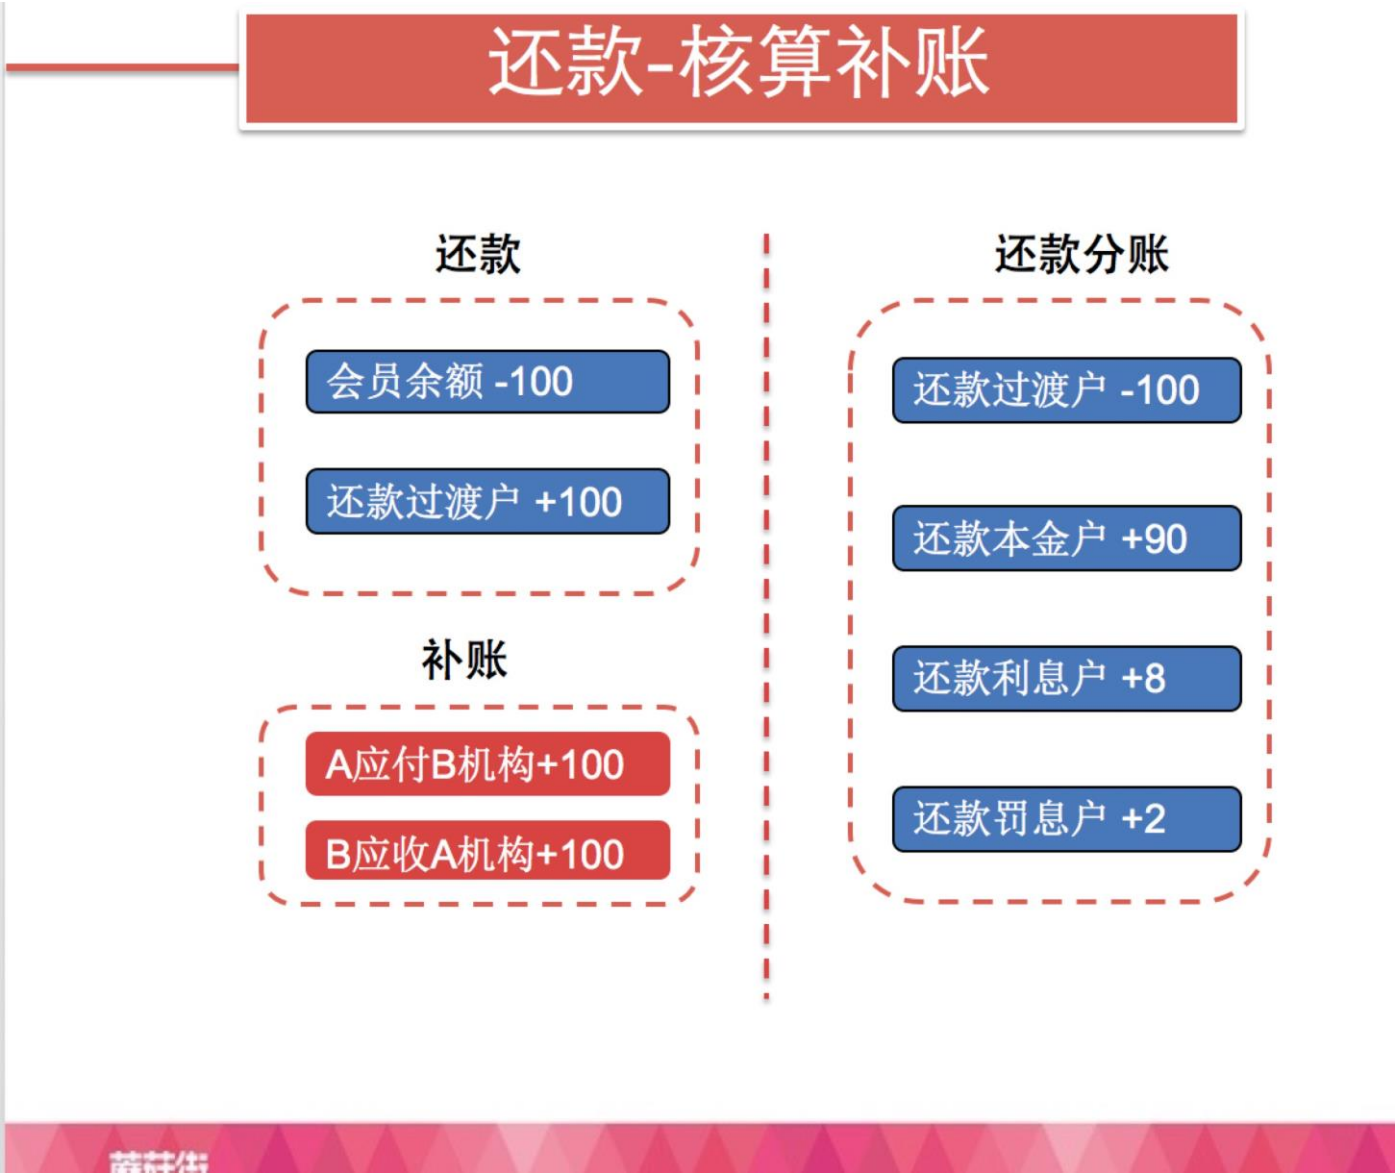 还款-核算补账
还款
会员余额 -100
还款过渡户 +100
补账
A应付B机构+100
B应收A机构+100
还款分账
还款过渡户 -100
还款本金户 +90
还款利息户 +8
还款罚息户 +2
蘑菇街